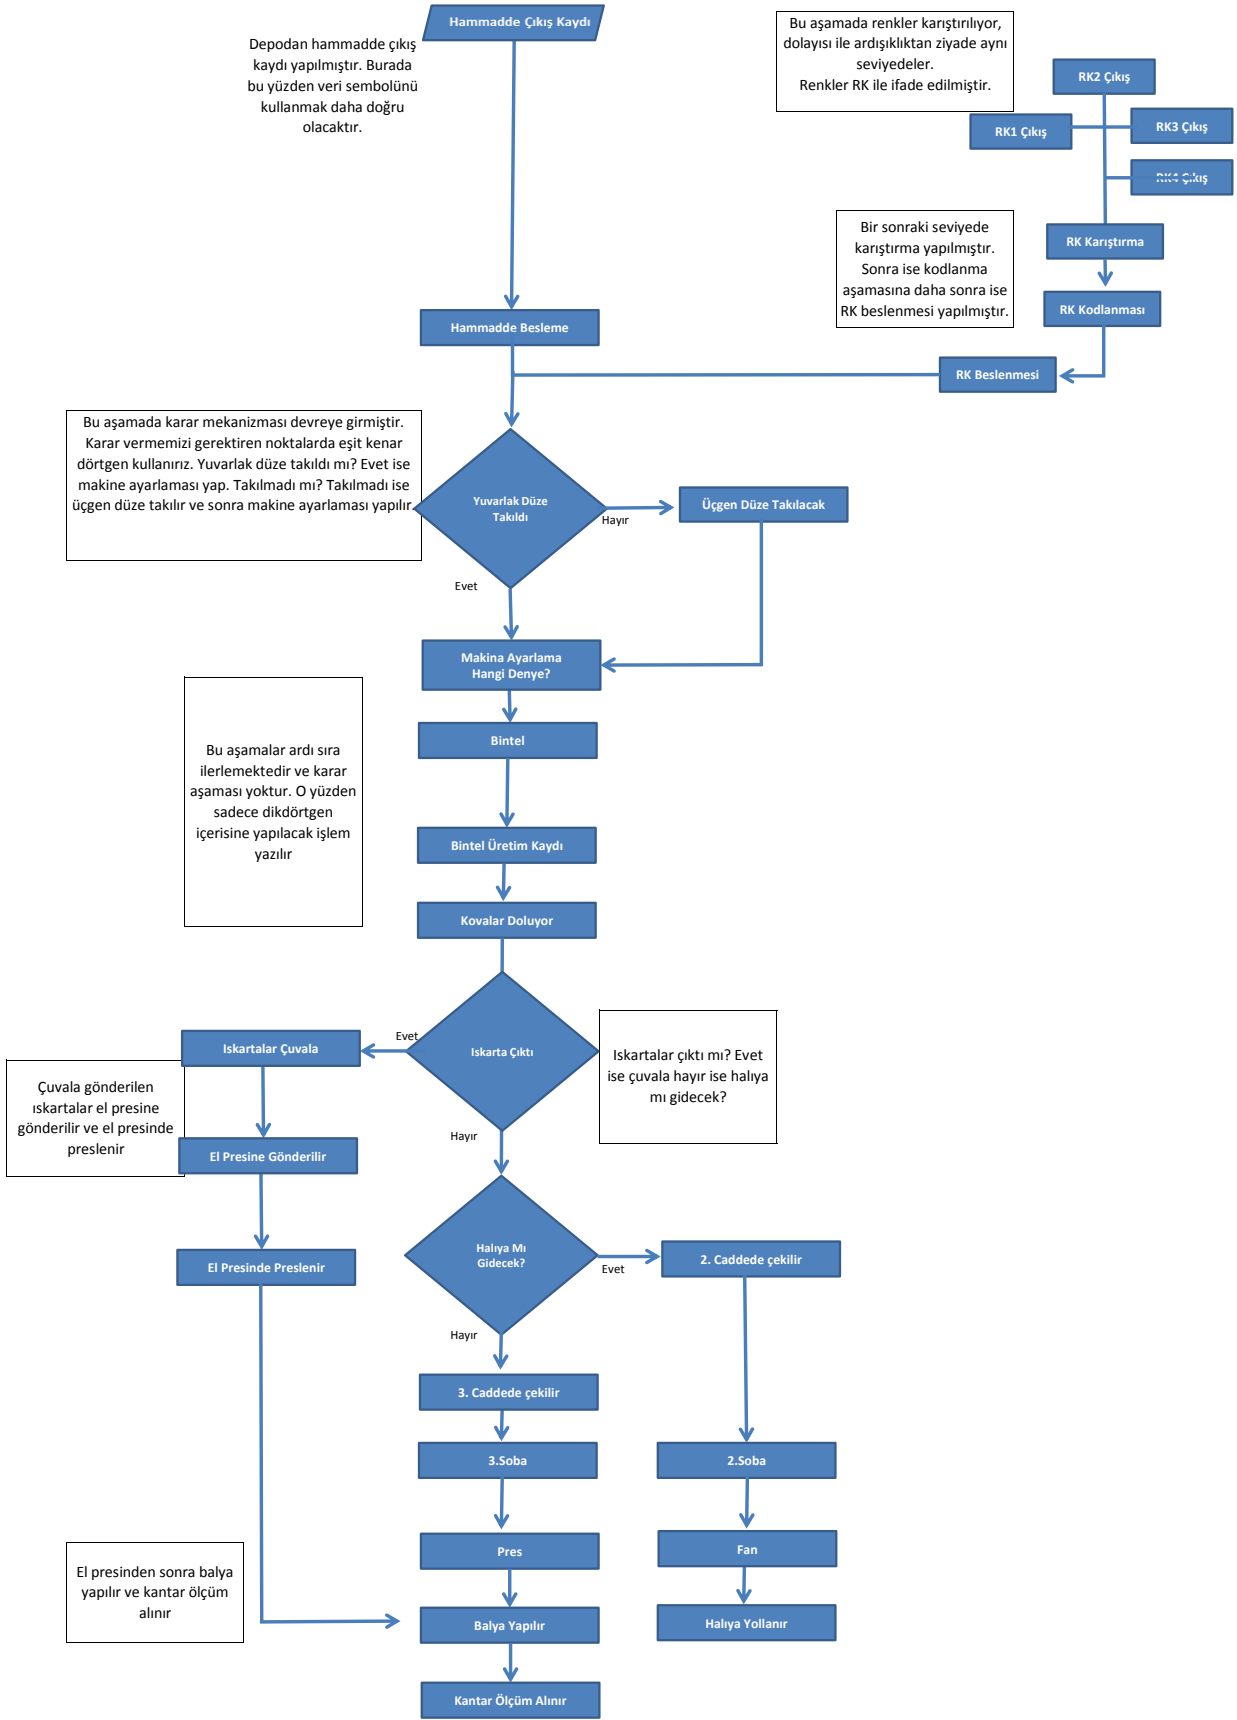 Hammadde Çıkış Kaydı
Depodan hammadde çıkış
kaydı yapılmıştır. Burada
bu yüzden veri sembolünü
kullanmak daha doğru
olacaktır.
Bu aşamada renkler karıştırılıyor,
dolayısı ile ardışıklıktan ziyade aynı
seviyedeler.
Renkler RK ile ifade edilmiştir.
RK2 Çıkış
RK1 Çıkış
RK3 Çıkış
RK4 Çıkış
Bir sonraki seviyede
karıştırma yapılmıştır.
Sonra ise kodlanma
aşamasına daha sonra ise
RK beslenmesi yapılmıştır.
RK Karıştırma
RK Kodlanması
RK Beslenmesi
Hammadde Besleme
Bu aşamada karar mekanizması devreye girmiştir.
Karar vermemizi gerektiren noktalarda eşit kenar
dörtgen kullanırız. Yuvarlak düze takıldı mı? Evet ise
makine ayarlaması yap. Takılmadı mı? Takılmadı ise
üçgen düze takılır ve sonra makine ayarlaması yapılır
Yuvarlak Düze
Takıldı
Hayır
Üçgen Düze Takılacak
Evet
Makina Ayarlama
Hangi Denye?
Bintel
Bu aşamalar ardı sıra
ilerlemektedir ve karar
aşaması yoktur. O yüzden
sadece dikdörtgen
içerisine yapılacak işlem
yazılır
Bintel Üretim Kaydı
Kovalar Doluyor
Evet
Iskarta Çıktı
Iskartalar çıktı mı? Evet
ise çuvala hayır ise halıya
mı gidecek?
Iskartalar Çuvala
Çuvala gönderilen
ıskartalar el presine
gönderilir ve el presinde
preslenir
Hayır
El Presine Gönderilir
El Presinde Preslenir
Halıya Mı
Gidecek?
Evet
2. Caddede çekilir
Hayır
3. Caddede çekilir
3.Soba
2.Soba
Pres
Fan
El presinden sonra balya
yapılır ve kantar ölçüm
alınır
Balya Yapılır
Halıya Yollanır
Kantar Ölçüm Alınır